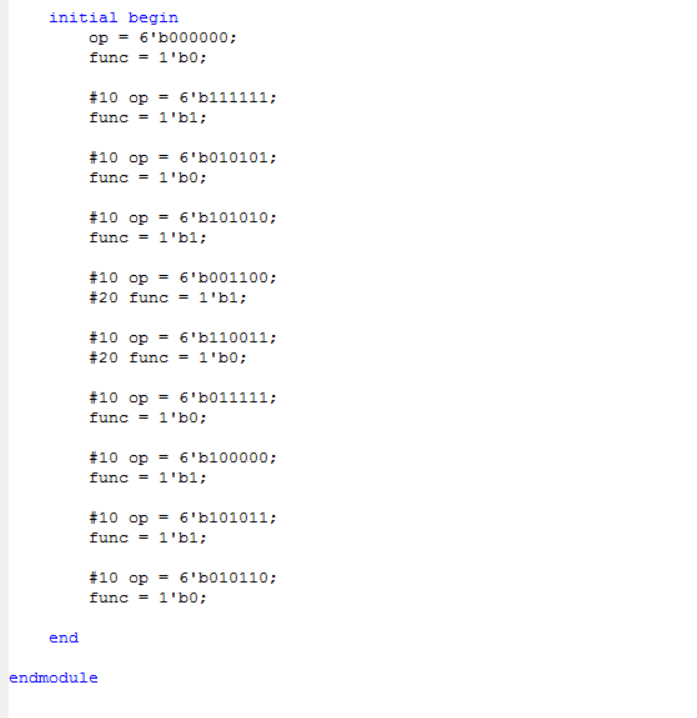 initial begin
op = 6'b000000;
func = 1'b0;
#10 op = 6'b111111;
func = 1'b1;
#10 op = 6'b010101;
func = 1'b0;
#10 op = 6'b101010;
func = 1'b1;
#10 op = 6'b001100;
#20 func = 1'b1;
#10 op = 6'b110011;
#20 func = 1'b0;
#10 op = 6'b011111;
func = 1'b0;
#10 op = 6'b100000;
func = 1'b1;
#10 op = 6'b101011;
func = 1'b1;
#10 op = 6'b010110;
func = 1'b0;
end
endmodule